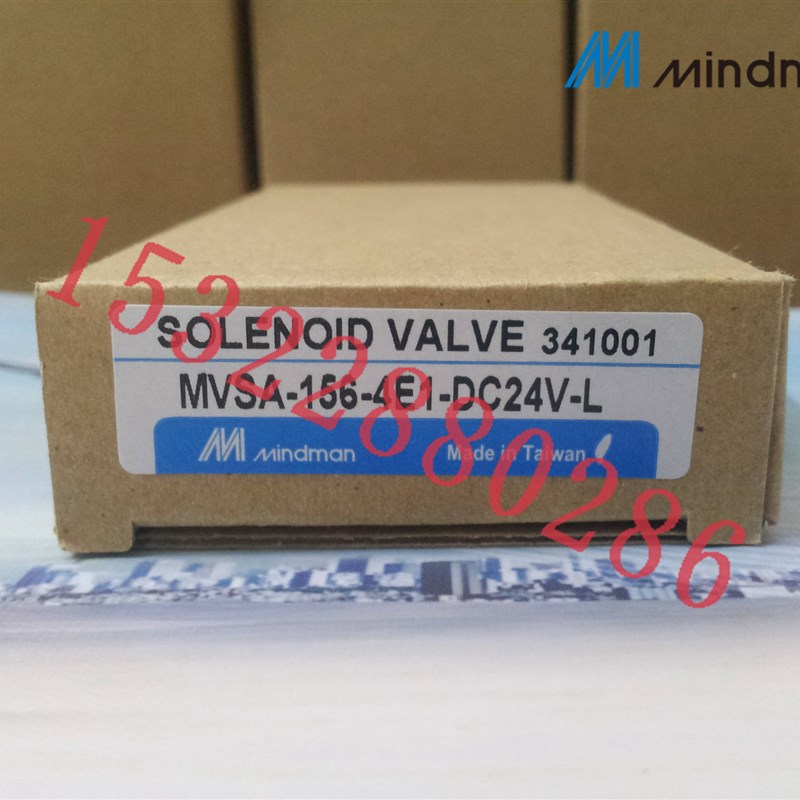 Mindm
SOLENOID VALVE 341001
MVSA-156-4E1-DC24V-L
Mindman Made in Taiwan
15322880286